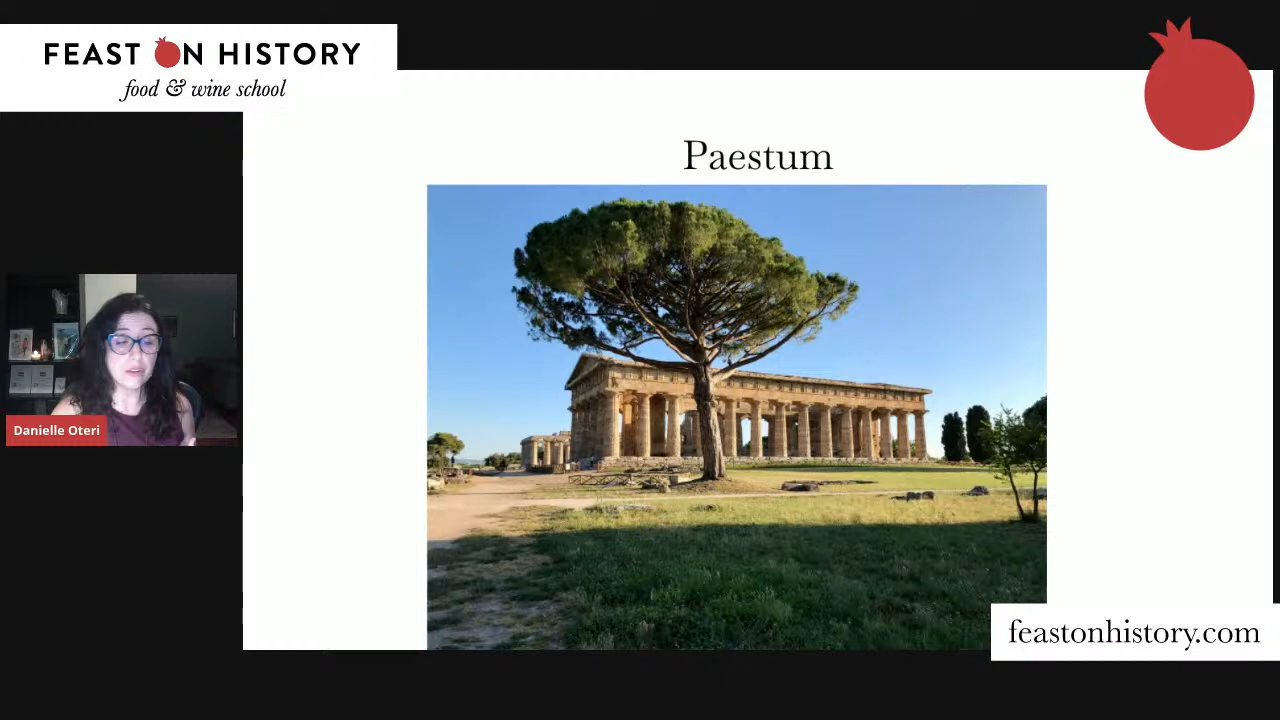 FEAST ON HISTORY
food & wine school
Paestum
Danielle Oteri
feastonhistory.com